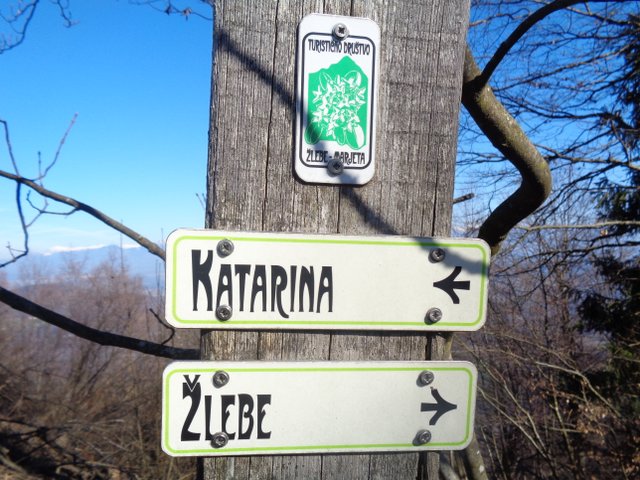 TURISTIČNO DRUŠTVO
ŽLEBE - MARJETA
KATARINA
ŽLEBE